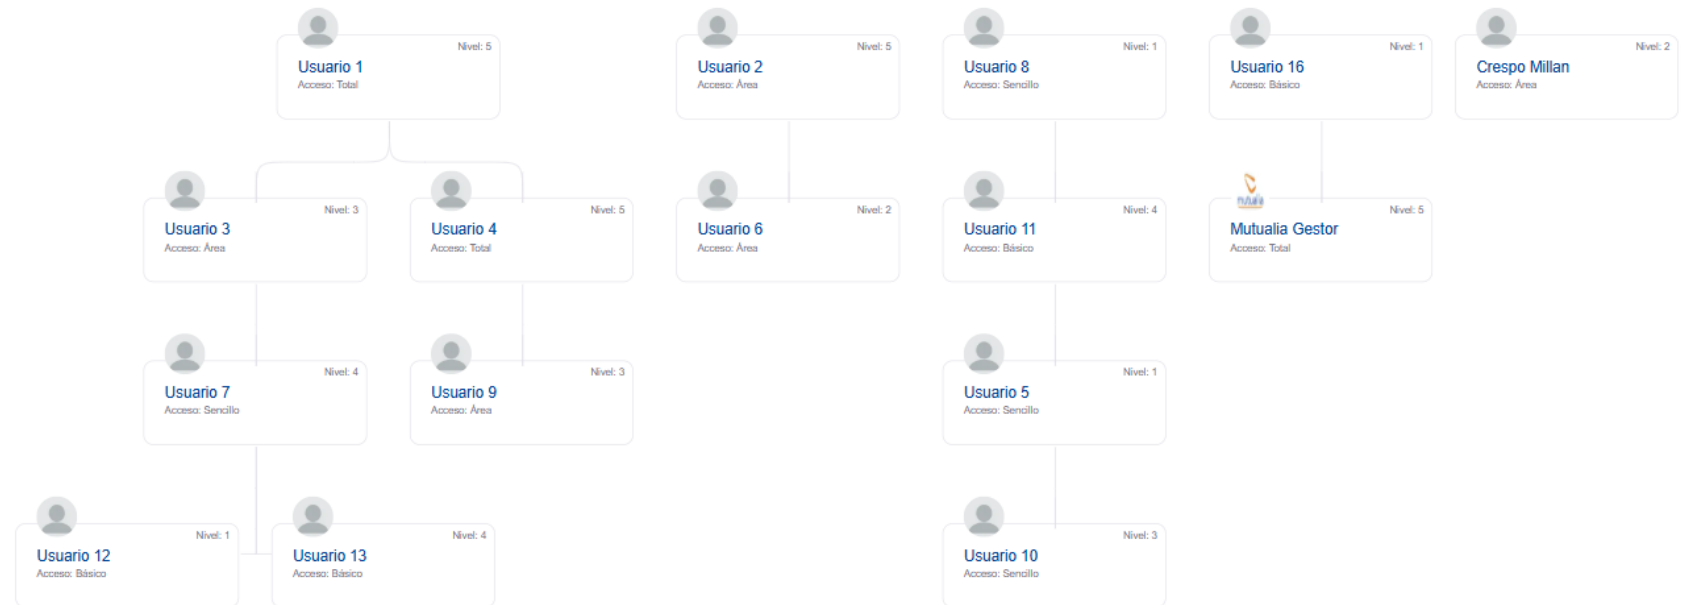 Nivel: 5
Usuario 1
Acceso: Total
Nivel: 5
Usuario 2
Acceso: Área
Nivel: 1
Usuario 8
Acceso: Sencillo
Nivel: 1
Usuario 16
Acceso: Básico
Nivel: 2
Crespo Millan
Acceso: Área
Nivel: 3
Usuario 3
Acceso: Área
Nivel: 5
Usuario 4
Acceso: Total
Nivel: 2
Usuario 6
Acceso: Área
Nivel: 4
Usuario 11
Acceso: Básico
mutualia
Nivel: 5
Mutualia Gestor
Acceso: Total
Nivel: 4
Usuario 7
Acceso: Sencillo
Nivel: 3
Usuario 9
Acceso: Área
Nivel: 1
Usuario 5
Acceso: Sencillo
Nivel: 1
Usuario 12
Acceso: Básico
Nivel: 4
Usuario 13
Acceso: Básico
Nivel: 3
Usuario 10
Acceso: Sencillo